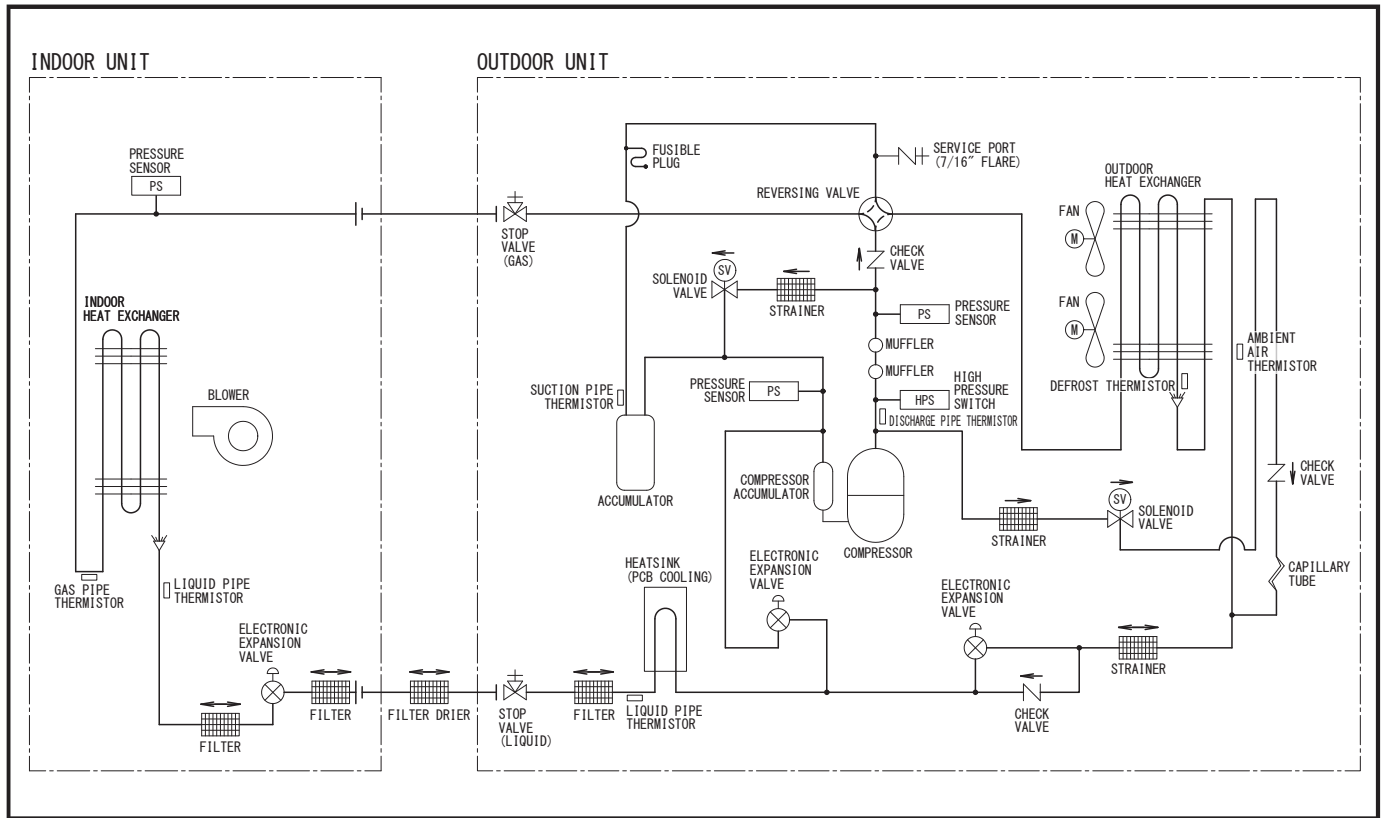 INDOOR UNIT
OUTDOOR UNIT
PRESSURE
SENSOR
PS
FUSIBLE
PLUG
SERVICE PORT
(7/16″ FLARE)
OUTDOOR
HEAT EXCHANGER
REVERSING VALVE
FAN
M
STOP
VALVE
(GAS)
CHECK
VALVE
SOLENOID
VALVE
SV
STRAINER
PS
PRESSURE
SENSOR
FAN
M
INDOOR
HEAT EXCHANGER
MUFFLER
MUFFLER
AMBIENT
AIR
THERMISTOR
BLOWER
SUCTION PIPE
THERMISTOR
PRESSURE
SENSOR
PS
HPS
HIGH
PRESSURE
SWITCH
DEFROST THERMISTOR
DISCHARGE PIPE THERMISTOR
ACCUMULATOR
COMPRESSOR
ACCUMULATOR
COMPRESSOR
STRAINER
SV
SOLENOID
VALVE
CHECK
VALVE
GAS PIPE
THERMISTOR
LIQUID PIPE
THERMISTOR
HEATSINK
(PCB COOLING)
ELECTRONIC
EXPANSION
VALVE
ELECTRONIC
EXPANSION
VALVE
CAPILLARY
TUBE
ELECTRONIC
EXPANSION
VALVE
STRAINER
FILTER
FILTER
FILTER DRIER
STOP
VALVE
(LIQUID)
FILTER
LIQUID PIPE
THERMISTOR
CHECK
VALVE